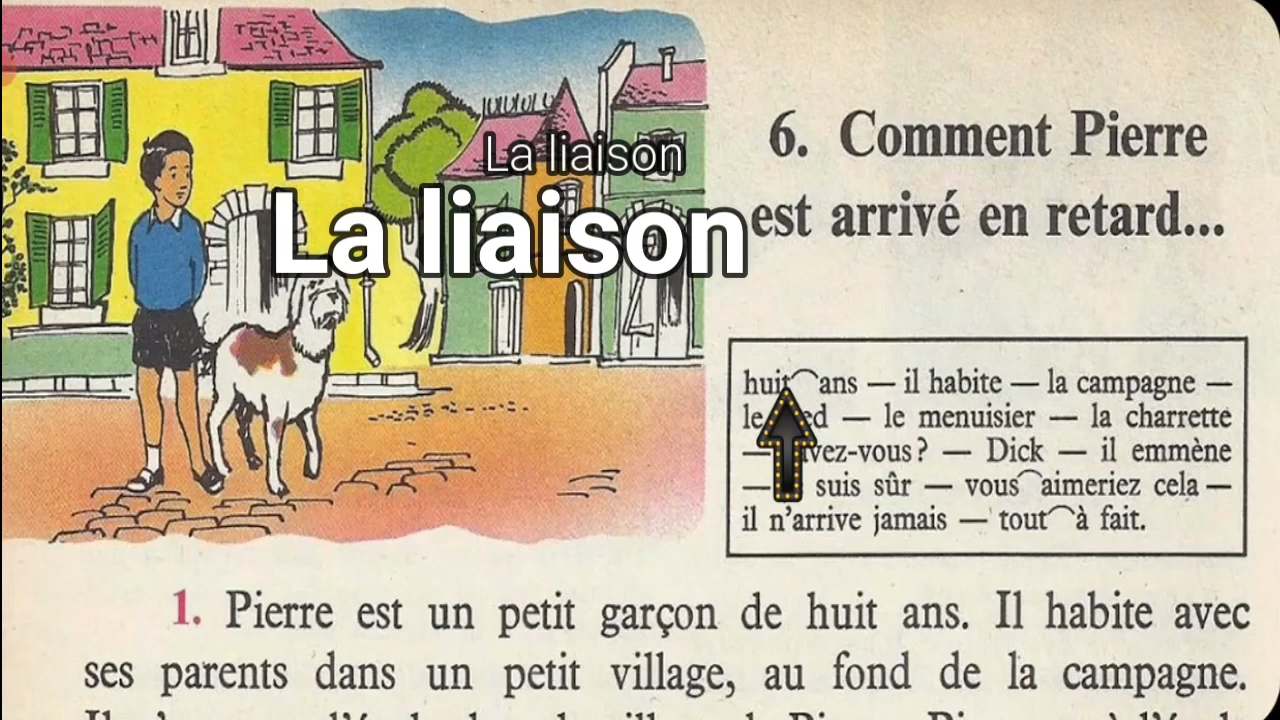 La liaison
La liaison
6. Comment Pierre
est arrivé en retard...
huit ans — il habite — la campagne —
le — le menuisier — la charrette
— -vous ? — Dick — il emmène
— suis sûr — vous aimeriez cela —
il n'arrive jamais — tout à fait.
1. Pierre est un petit garçon de huit ans. Il habite avec
ses parents dans un petit village, au fond de la campagne.